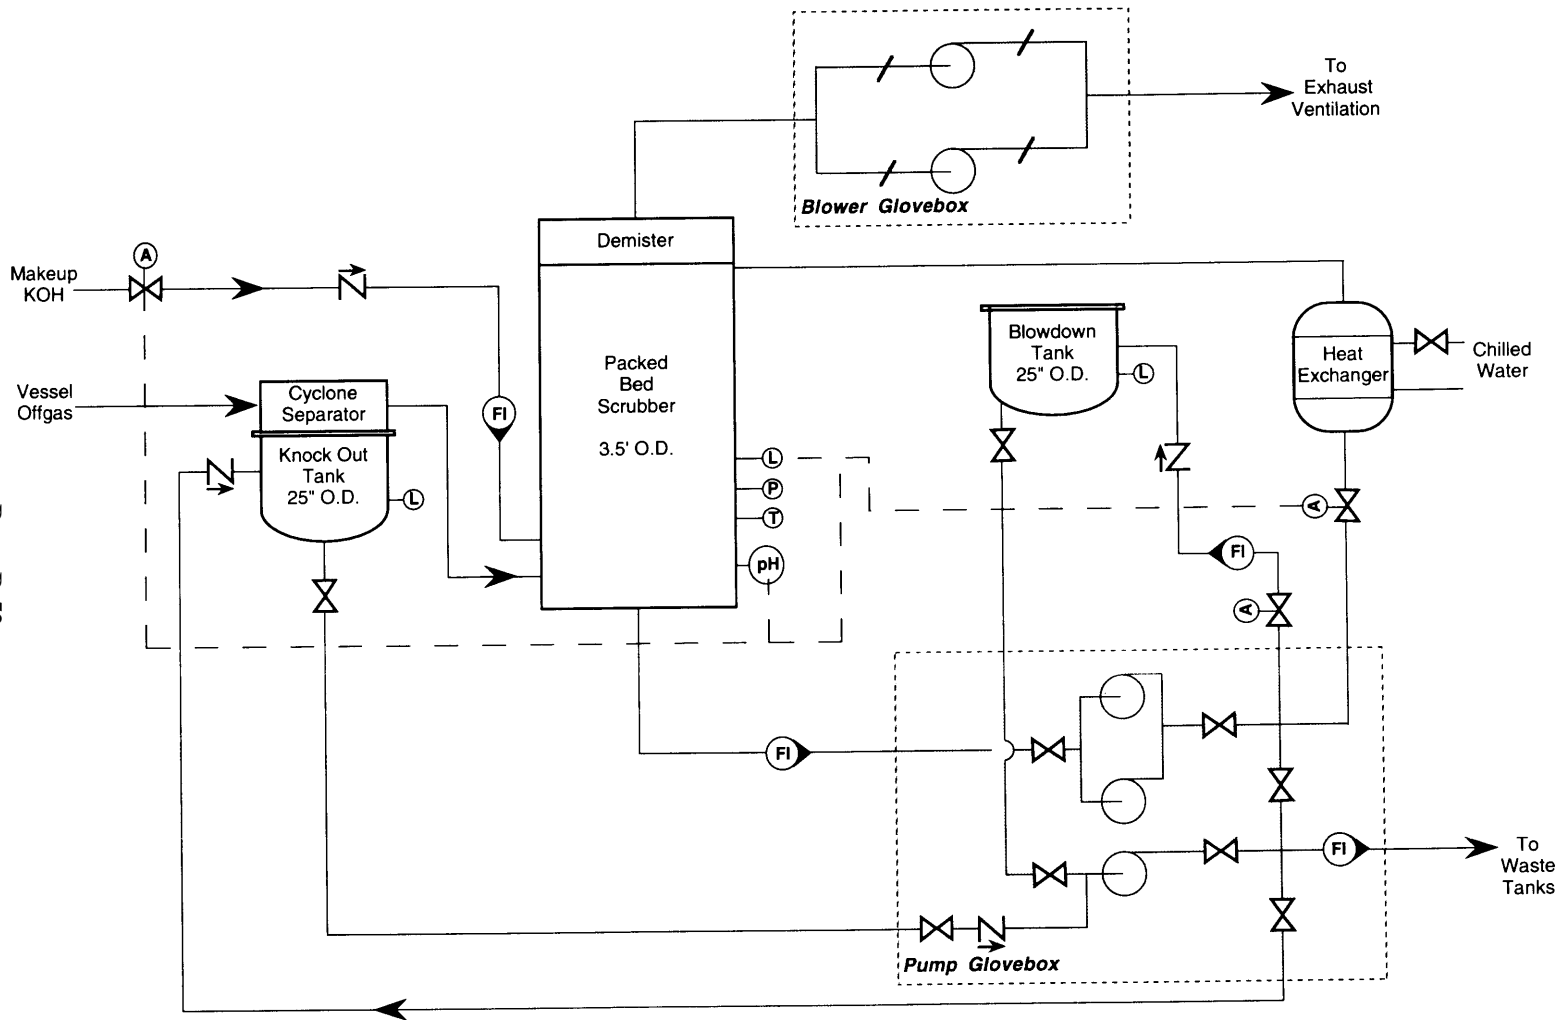 To
Exhaust
Ventilation
Blower Glovebox
Demister
A
Makeup
KOH
Packed
Bed
Scrubber
3.5' O.D.
Blowdown
Tank
25" O.D.
L
Heat
Exchanger
Chilled
Water
Vessel
Offgas
Cyclone
Separator
FI
Knock Out
Tank
25" O.D.
L
L
P
T
pH
A
FI
A
FI
FI
To
Waste
Tanks
Pump Glovebox